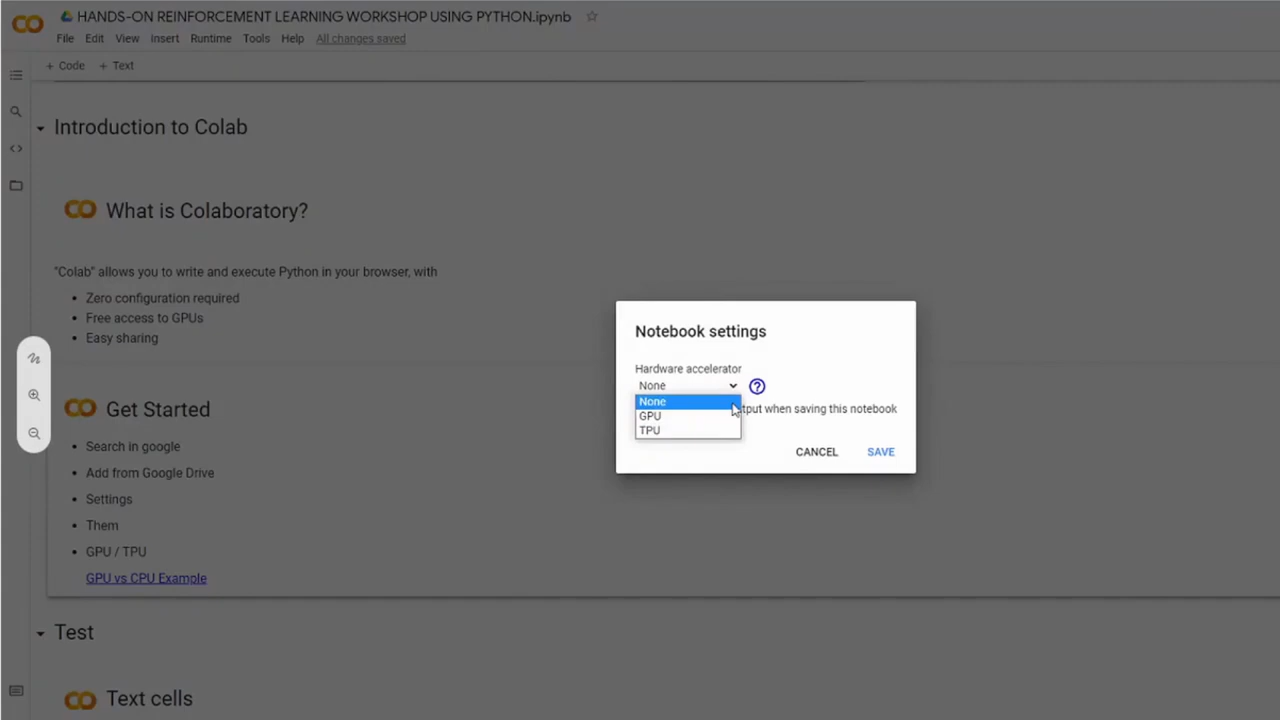 HANDS-ON REINFORCEMENT LEARNING WORKSHOP USING PYTHON.ipynb
File Edit View Insert Runtime Tools Help All changes saved
+ Code + Text
Introduction to Colab
What is Colaboratory?
"Colab" allows you to write and execute Python in your browser, with
• Zero configuration required
• Free access to GPUs
• Easy sharing
Get Started
• Search in google
• Add from Google Drive
• Settings
• Them
• GPU / TPU
GPU vs CPU Example
Test
Text cells
Notebook settings
Hardware accelerator
None
None
GPU
TPU
when saving this notebook
CANCEL SAVE